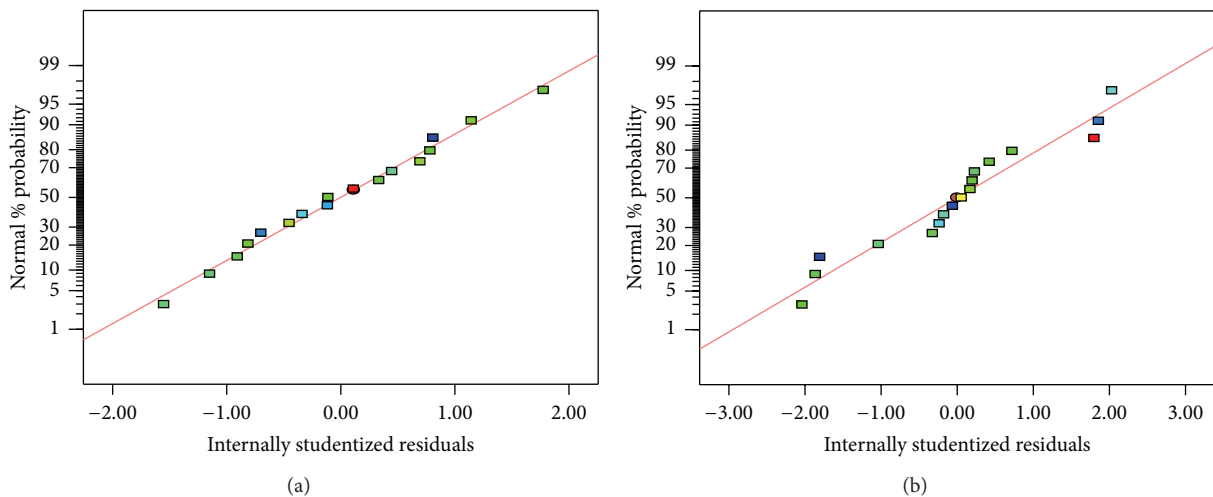 99
95
90
80
70
50
30
20
10
5
1
Normal % probability
−2.00 −1.00 0.00 1.00 2.00
Internally studentized residuals
(a)
99
95
90
80
70
50
30
20
10
5
1
Normal % probability
−3.00 −2.00 −1.00 0.00 1.00 2.00 3.00
Internally studentized residuals
(b)